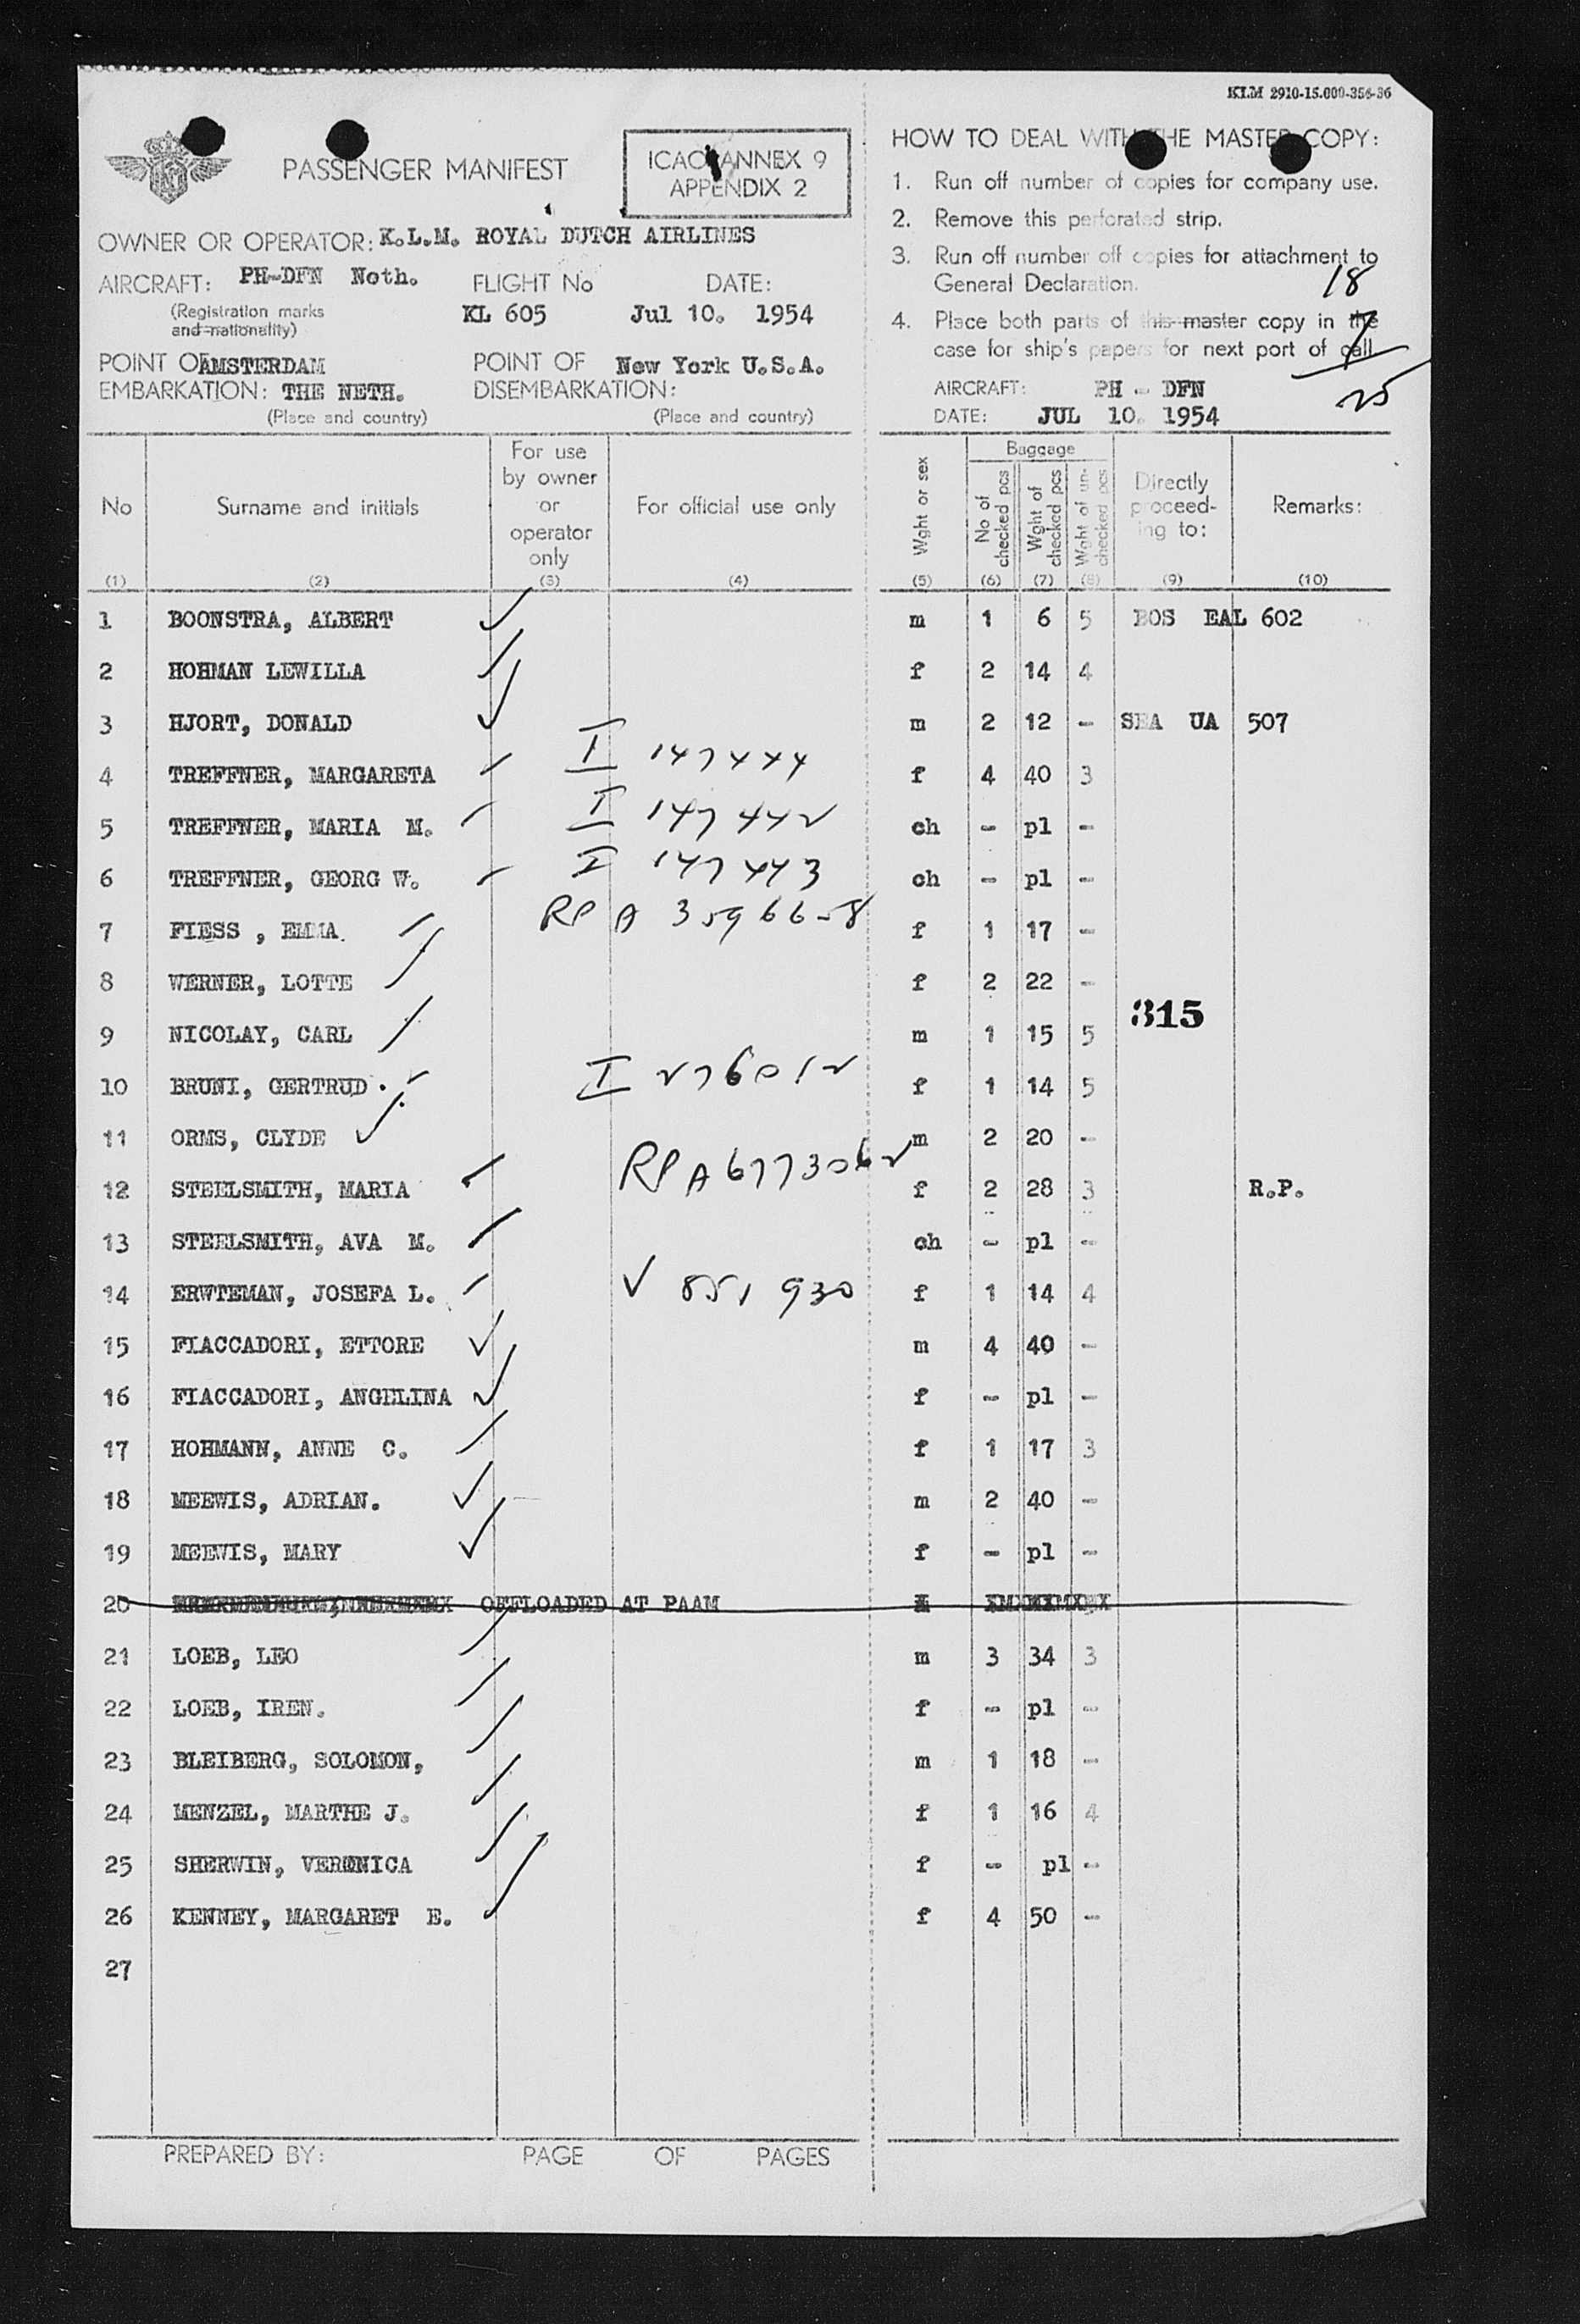 KLM 2910-15.000-356-36
PASSENGER MANIFEST
ICAO ANNEX 9
APPENDIX 2
OWNER OR OPERATOR: K.L.M. ROYAL DUTCH AIRLINES
AIRCRAFT: PH-DFN Neth. FLIGHT No DATE:
(Registration marks and nationality) KL 605 Jul 10. 1954
POINT OF AMSTERDAM POINT OF New York U.S.A.
EMBARKATION: THE NETH. DISEMBARKATION:
(Place and country) (Place and country)
HOW TO DEAL WITH THE MASTER COPY:
1. Run off number of copies for company use.
2. Remove this perforated strip.
3. Run off number off copies for attachment to
General Declaration.
4. Place both parts of this master copy in the
case for ship's papers for next port of call
18
7
25
AIRCRAFT: PH - DFN
DATE: JUL 10. 1954
No Surname and initials For use by owner or operator only For official use only Wght or sex Baggage No of checked pcs Wght of checked pcs Wght of un-checked pcs Directly proceed-ing to: Remarks:
(1) (2) (3) (4) (5) (6) (7) (8) (9) (10)
1 BOONSTRA, ALBERT m 1 6 5 BOS EAL 602
2 HOHMAN LEWILLA f 2 14 4
3 HJORT, DONALD m 2 12 - SEA UA 507
4 TREFFNER, MARGARETA I 147444 f 4 40 3
5 TREFFNER, MARIA M. I 147442 ch - pl -
6 TREFFNER, GEORG W. I 147443 ch - pl -
7 FIESS , EMMA RP A 3596658 f 1 17 -
8 WERNER, LOTTE f 2 22 -
315
9 NICOLAY, CARL m 1 15 5
10 BRUNI, GERTRUD . I 276012 f 1 14 5
11 ORMS, CLYDE m 2 20 -
12 STEELSMITH, MARIA RP A6773062 f 2 28 3 R.P.
13 STEELSMITH, AVA M. ch - pl -
14 ERWTEMAN, JOSEFA L. V 851 930 f 1 14 4
15 FIACCADORI, ETTORE m 4 40 -
16 FIACCADORI, ANGELINA f - pl -
17 HOHMANN, ANNE C. f 1 17 3
18 MEEWIS, ADRIAN. m 2 40 -
19 MEEWIS, MARY f - pl -
20 OFFLOADED AT PAAM
21 LOEB, LEO m 3 34 3
22 LOEB, IREN. f - pl -
23 BLEIBERG, SOLOMON, m 1 18 -
24 MENZEL, MARTHE J. f 1 16 4
25 SHERWIN, VERONICA f - pl -
26 KENNEY, MARGARET E. f 4 50 -
27
PREPARED BY: PAGE OF PAGES